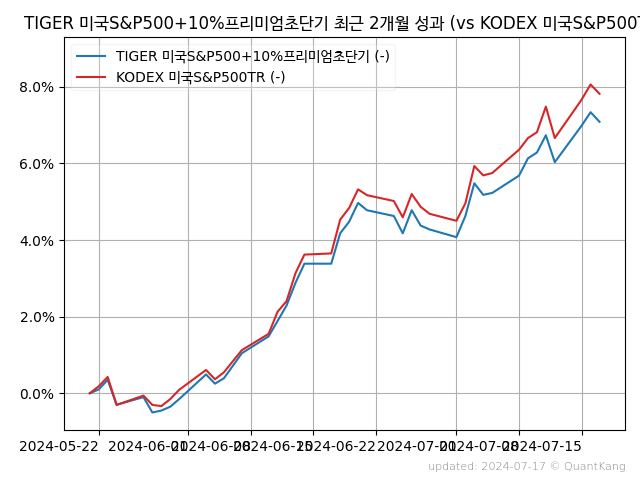 TIGER 미국S&P500+10%프리미엄초단기 최근 2개월 성과 (vs KODEX 미국S&P500T
TIGER 미국S&P500+10%프리미엄초단기 (-)
KODEX 미국S&P500TR (-)
8.0%
6.0%
4.0%
2.0%
0.0%
2024-05-22 2024-06-01 2024-06-08 2024-06-15 2024-06-22 2024-07-01 2024-07-08 2024-07-15
updated: 2024-07-17 © QuantKang